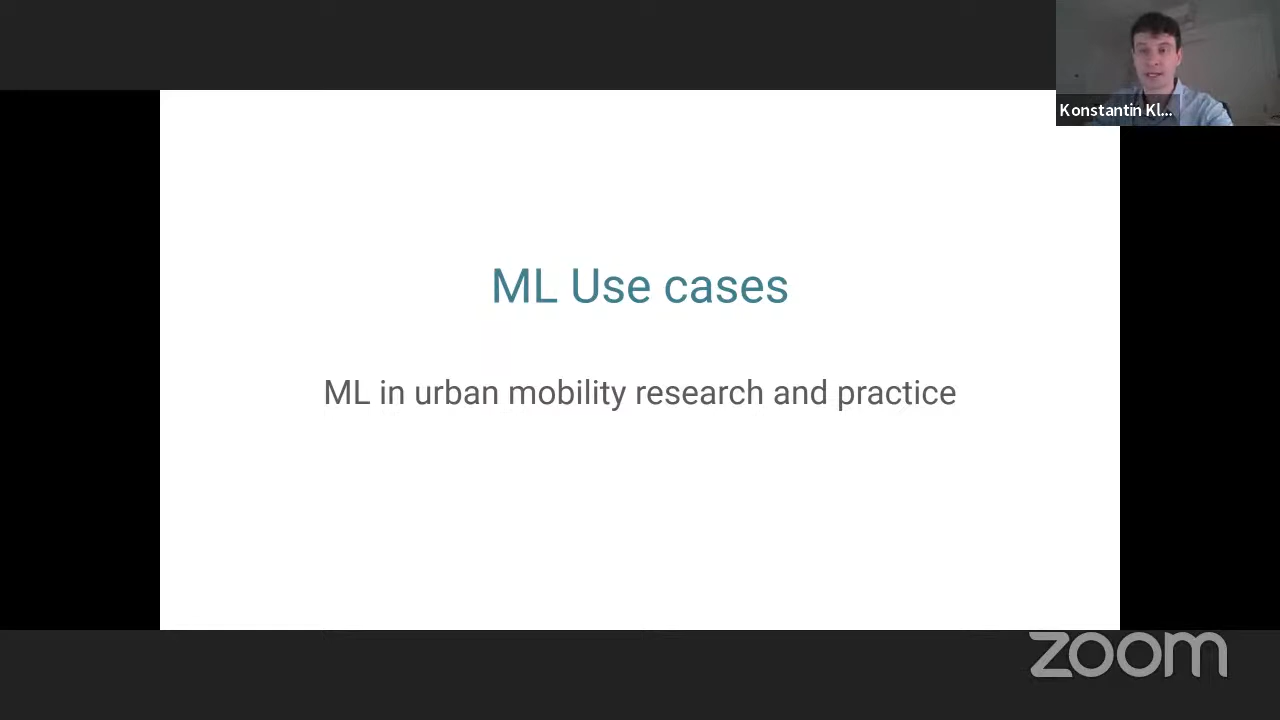 Konstantin Kl...
ML Use cases
ML in urban mobility research and practice
zoom